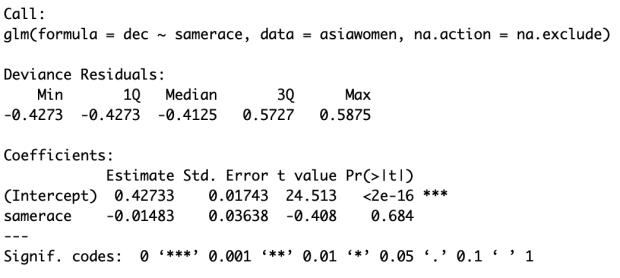 Call:
glm(formula = dec ~ samerace, data = asiawomen, na.action = na.exclude)
Deviance Residuals:
Min 1Q Median 3Q Max
-0.4273 -0.4273 -0.4125 0.5727 0.5875
Coefficients:
Estimate Std. Error t value Pr(>|t|)
(Intercept) 0.42733 0.01743 24.513 <2e-16 ***
samerace -0.01483 0.03638 -0.408 0.684
---
Signif. codes: 0 ‘***’ 0.001 ‘**’ 0.01 ‘*’ 0.05 ‘.’ 0.1 ‘ ’ 1